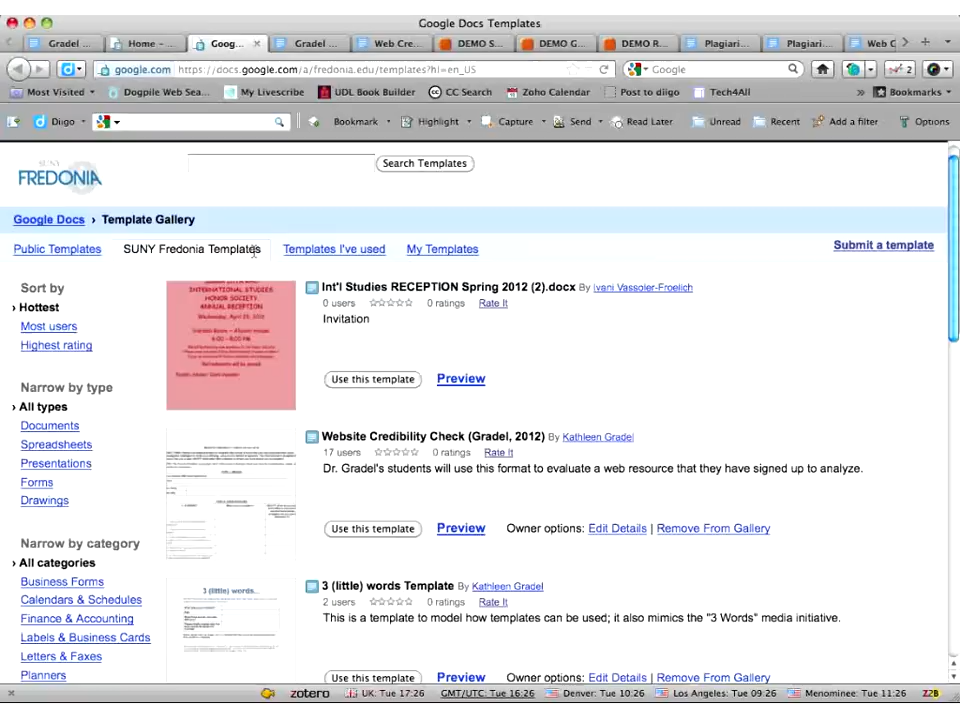 Google Docs Templates
Gradel ...
Home – ...
Goog...
Gradel ...
Web Cre...
DEMO S...
DEMO G...
DEMO R...
Plagiari...
Plagiari...
Web C
google.com https://docs.google.com/a/fredonia.edu/templates?hl=en_US
Google
2
Most Visited
Dogpile Web Sea...
My Livescribe
UDL Book Builder
CC Search
Zoho Calendar
Post to diigo
Tech4All
»
Bookmarks
Diigo
Bookmark
Highlight
Capture
Send
Read Later
Unread
Recent
Add a filter
Options
SUNY
FREDONIA
Search Templates
Google Docs › Template Gallery
Public Templates
SUNY Fredonia Templates
Templates I've used
My Templates
Submit a template
Sort by
› Hottest
Most users
Highest rating
Narrow by type
› All types
Documents
Spreadsheets
Presentations
Forms
Drawings
Narrow by category
› All categories
Business Forms
Calendars & Schedules
Finance & Accounting
Labels & Business Cards
Letters & Faxes
Planners
INTERNATIONAL STUDIES
HONOR SOCIETY
ANNUAL RECEPTION
Int'l Studies RECEPTION Spring 2012 (2).docx By Ivani Vassoler-Froelich
0 users 0 ratings Rate It
Invitation
Use this template Preview
Website Credibility Check (Gradel, 2012) By Kathleen Gradel
17 users 0 ratings Rate It
Dr. Gradel's students will use this format to evaluate a web resource that they have signed up to analyze.
Use this template Preview Owner options: Edit Details | Remove From Gallery
3 (little) words...
3 (little) words Template By Kathleen Gradel
2 users 0 ratings Rate It
This is a template to model how templates can be used; it also mimics the "3 Words" media initiative.
Use this template Preview Owner options: Edit Details | Remove From Gallery
zotero
UK: Tue 17:26
GMT/UTC: Tue 16:26
Denver: Tue 10:26
Los Angeles: Tue 09:26
Menominee: Tue 11:26